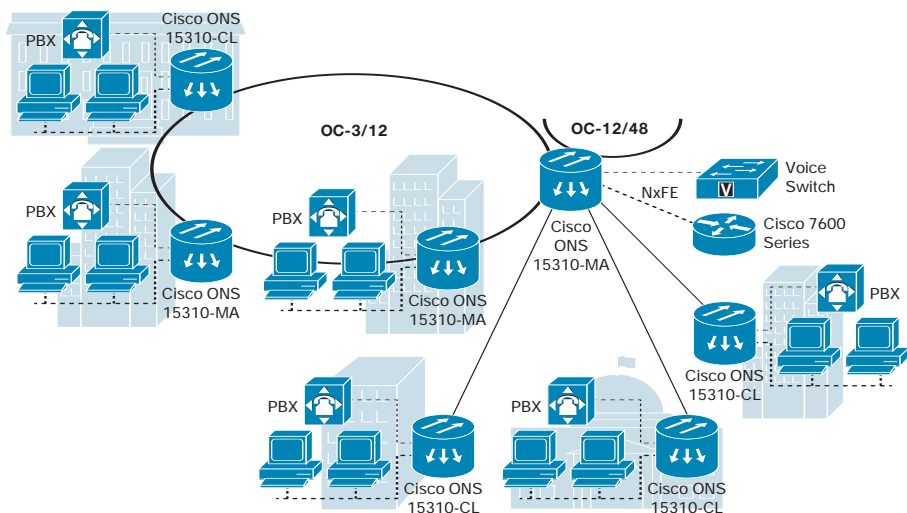 Cisco ONS
15310-CL
PBX
OC-3/12
OC-12/48
Voice
Switch
NxFE
Cisco 7600
Series
PBX
Cisco ONS
15310-MA
PBX
Cisco ONS
15310-MA
Cisco
ONS
15310-MA
PBX
Cisco ONS
15310-CL
PBX
Cisco ONS
15310-CL
PBX
Cisco ONS
15310-CL
V